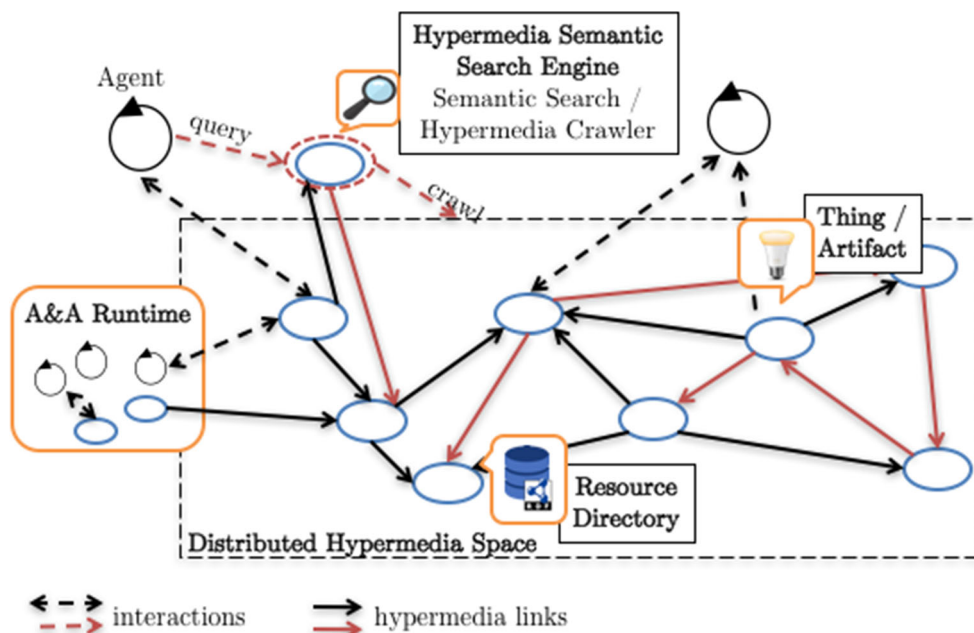 Hypermedia Semantic
Search Engine
Semantic Search /
Hypermedia Crawler
Agent
query
crawl
Thing /
Artifact
A&A Runtime
Resource
Directory
Distributed Hypermedia Space
interactions
hypermedia links